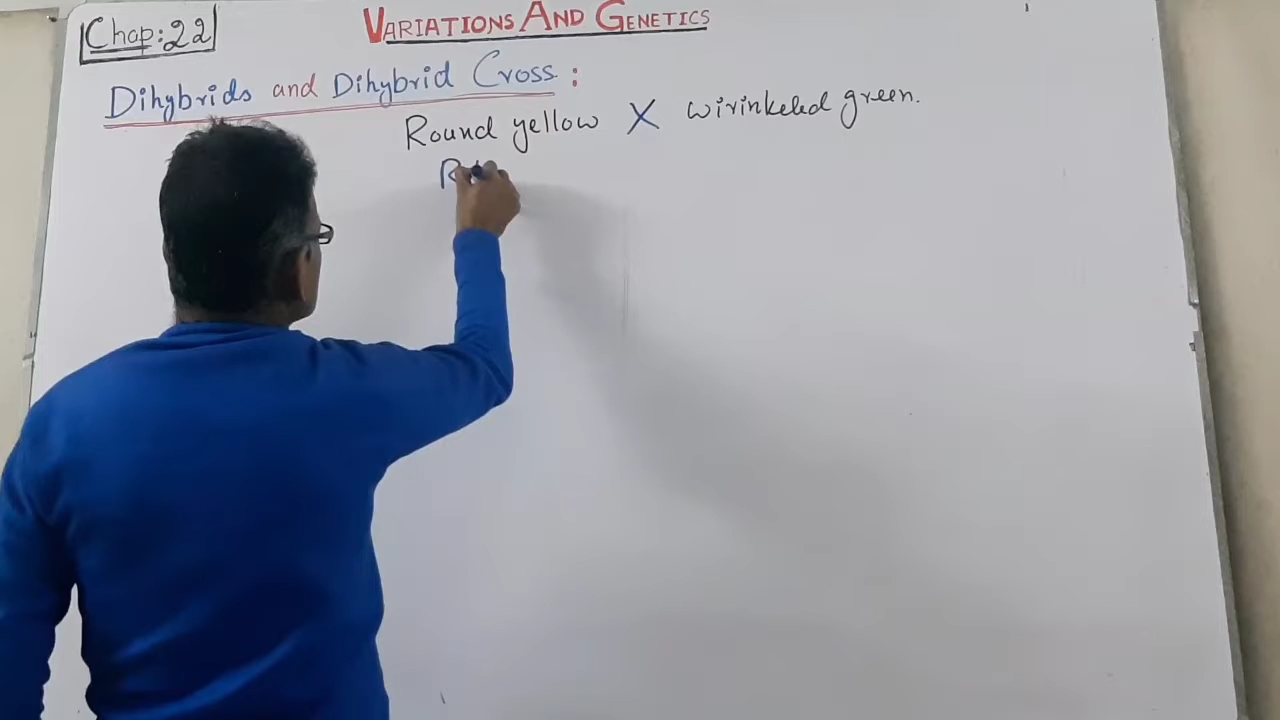 Chap:22
VARIATIONS AND GENETICS
Dihybrids and Dihybrid Cross:
Round yellow X wirinkeled green.
R